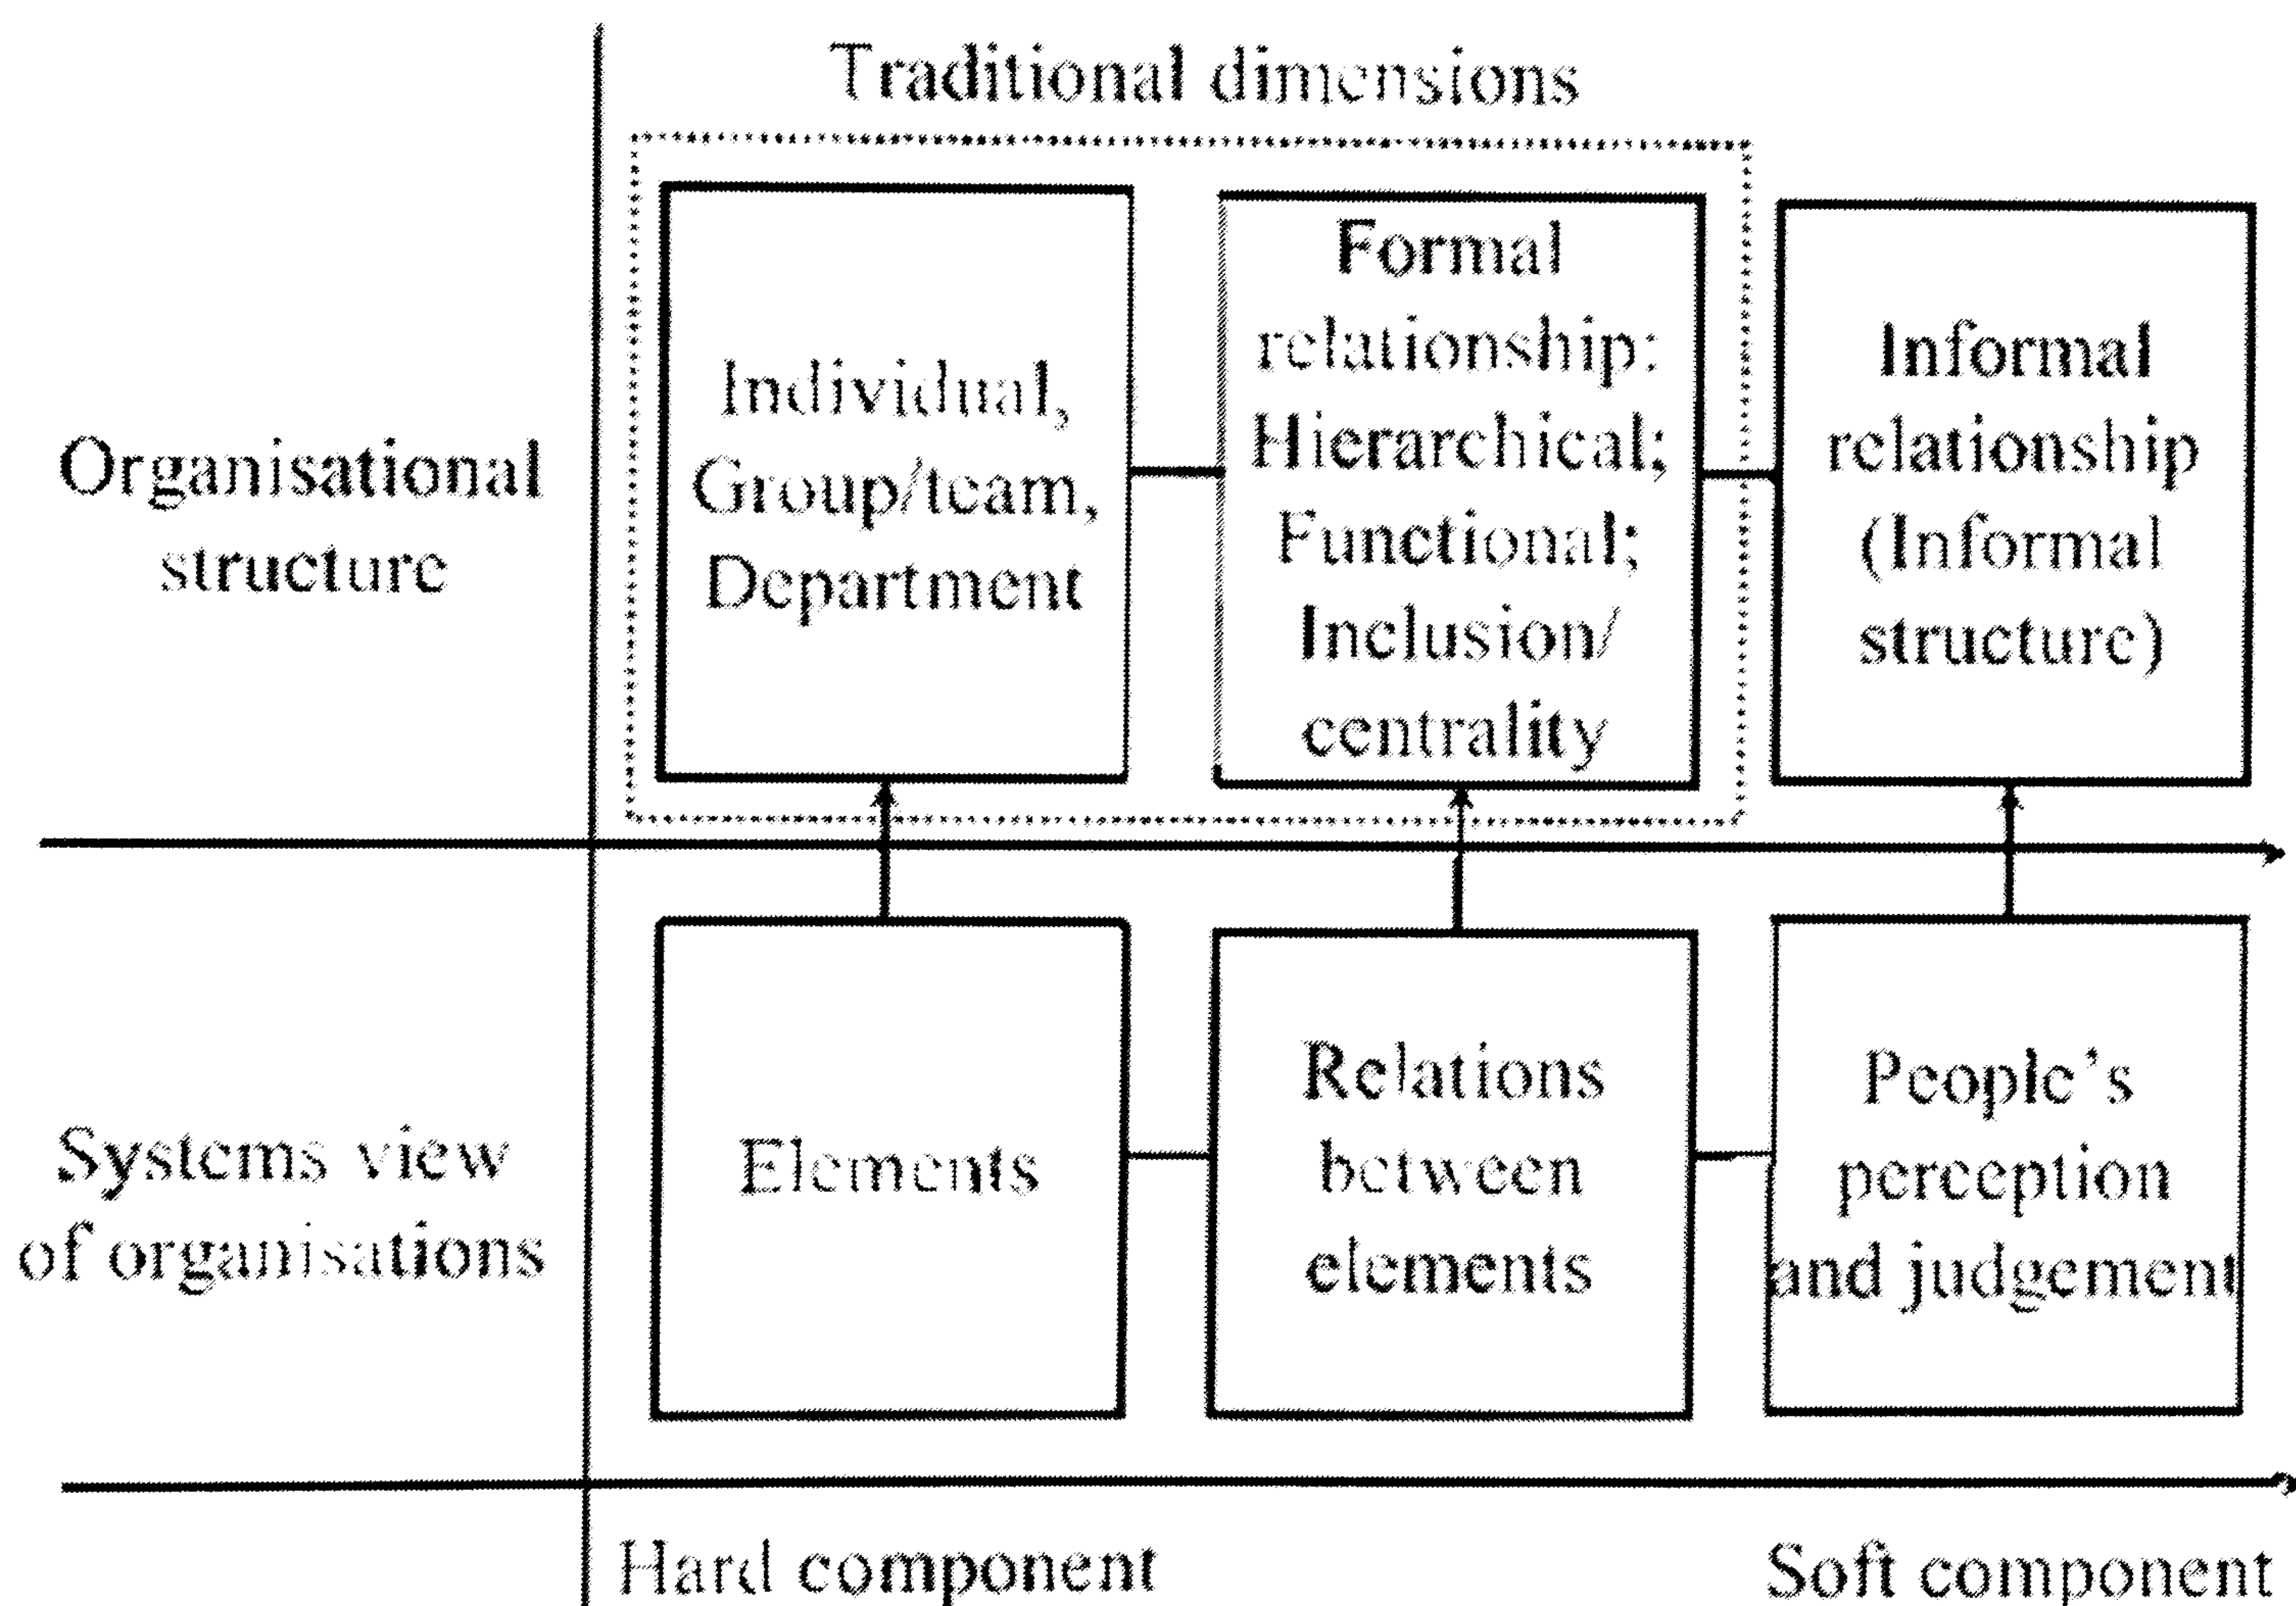 Traditional dimensions
Organisational
structure
Individual,
Group/team,
Department
Formal
relationship:
Hierarchical;
Functional;
Inclusion/
centrality
Informal
relationship
(Informal
structure)
Systems view
of organisations
Elements
Relations
between
elements
People's
perception
and judgement
Hard component
Soft component